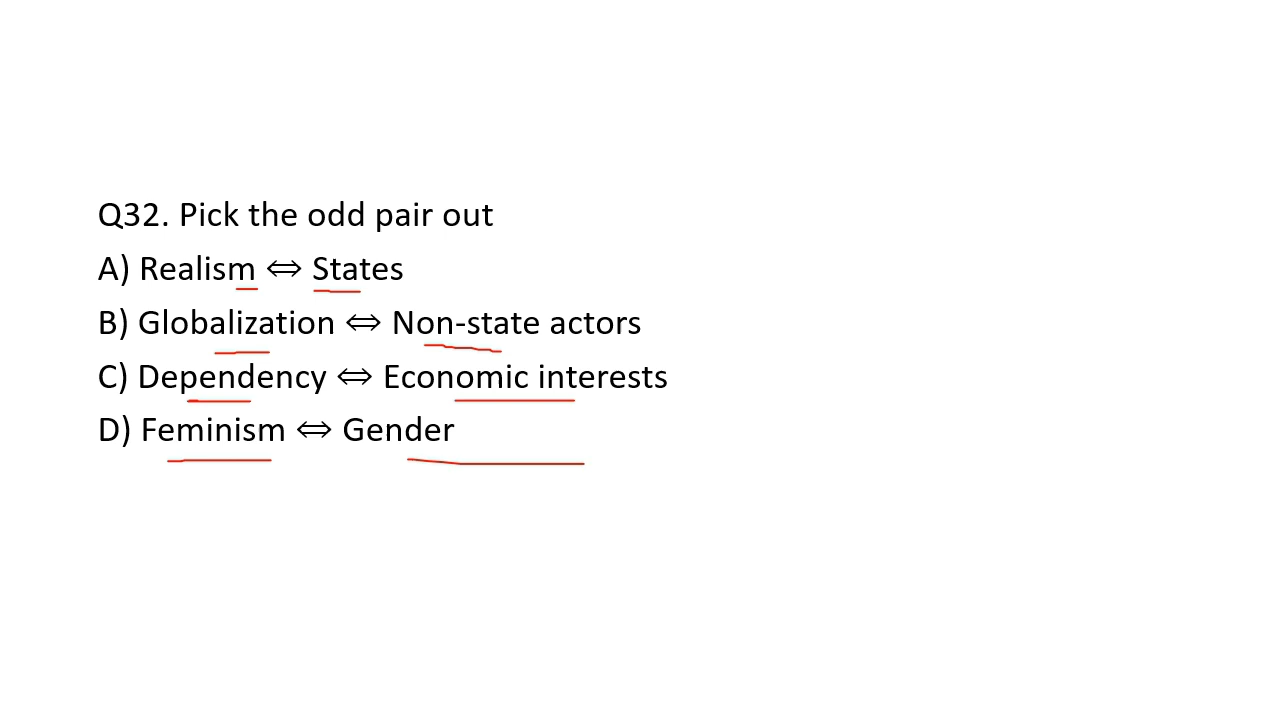 Q32. Pick the odd pair out
A) Realism ⇔ States
B) Globalization ⇔ Non-state actors
C) Dependency ⇔ Economic interests
D) Feminism ⇔ Gender